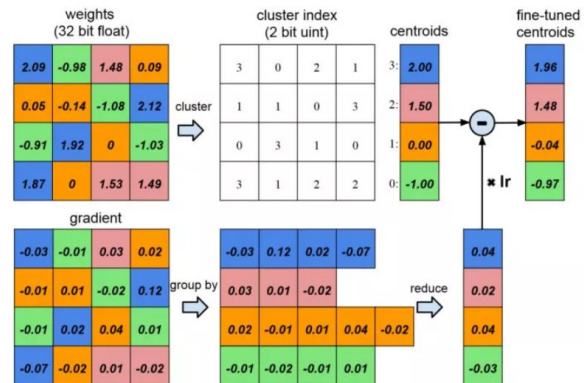 weights
(32 bit float)
cluster index
(2 bit uint)
centroids
fine-tuned
centroids
2.09 -0.98 1.48 0.09
3 0 2 1
3: 2.00
1.96
0.05 -0.14 -1.08 2.12
cluster
1 1 0 3
2: 1.50
1.48
-0.91 1.92 0 -1.03
0 3 1 0
1: 0.00
-0.04
1.87 0 1.53 1.49
3 1 2 2
0: -1.00
-0.97
× lr
gradient
-0.03 -0.01 0.03 0.02
-0.03 0.12 0.02 -0.07
0.04
-0.01 0.01 -0.02 0.12
group by
0.03 0.01 -0.02
reduce
0.02
-0.01 0.02 0.04 0.01
0.02 -0.01 0.01 0.04 -0.02
0.04
-0.07 -0.02 0.01 -0.02
-0.01 -0.02 -0.01 0.01
-0.03